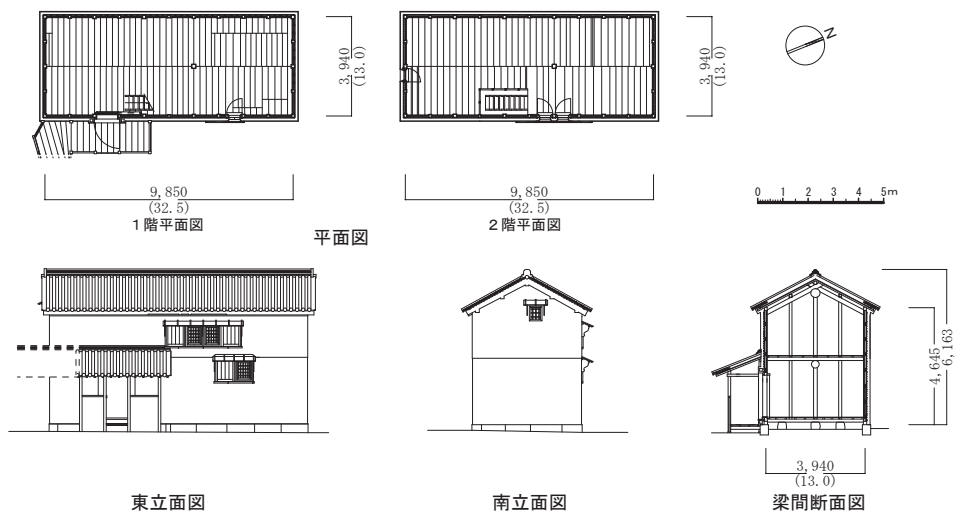 3,940
(13.0)
3,940
(13.0)
N
9,850
(32.5)
1階平面図
9,850
(32.5)
2階平面図
平面図
0 1 2 3 4 5m
4,645
6,163
3,940
(13.0)
東立面図
南立面図
梁間断面図